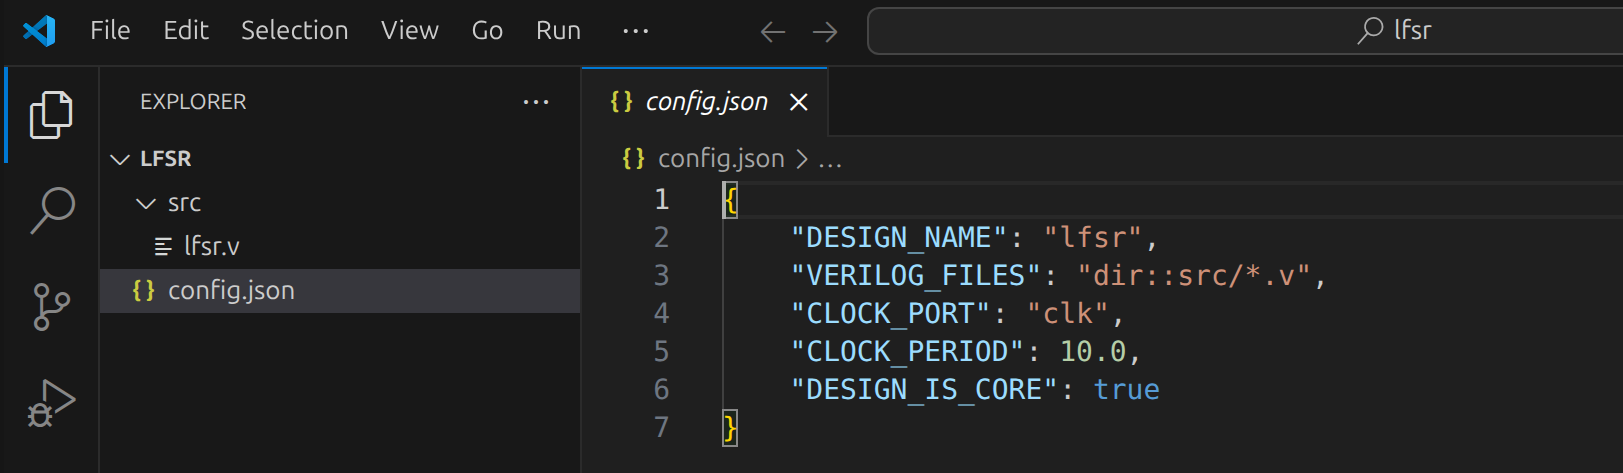 File Edit Selection View Go Run ... lfsr
EXPLORER ...
LFSR
src
lfsr.v
{} config.json
{} config.json
{} config.json > ...
1 {
2 "DESIGN_NAME": "lfsr",
3 "VERILOG_FILES": "dir::src/*.v",
4 "CLOCK_PORT": "clk",
5 "CLOCK_PERIOD": 10.0,
6 "DESIGN_IS_CORE": true
7 }